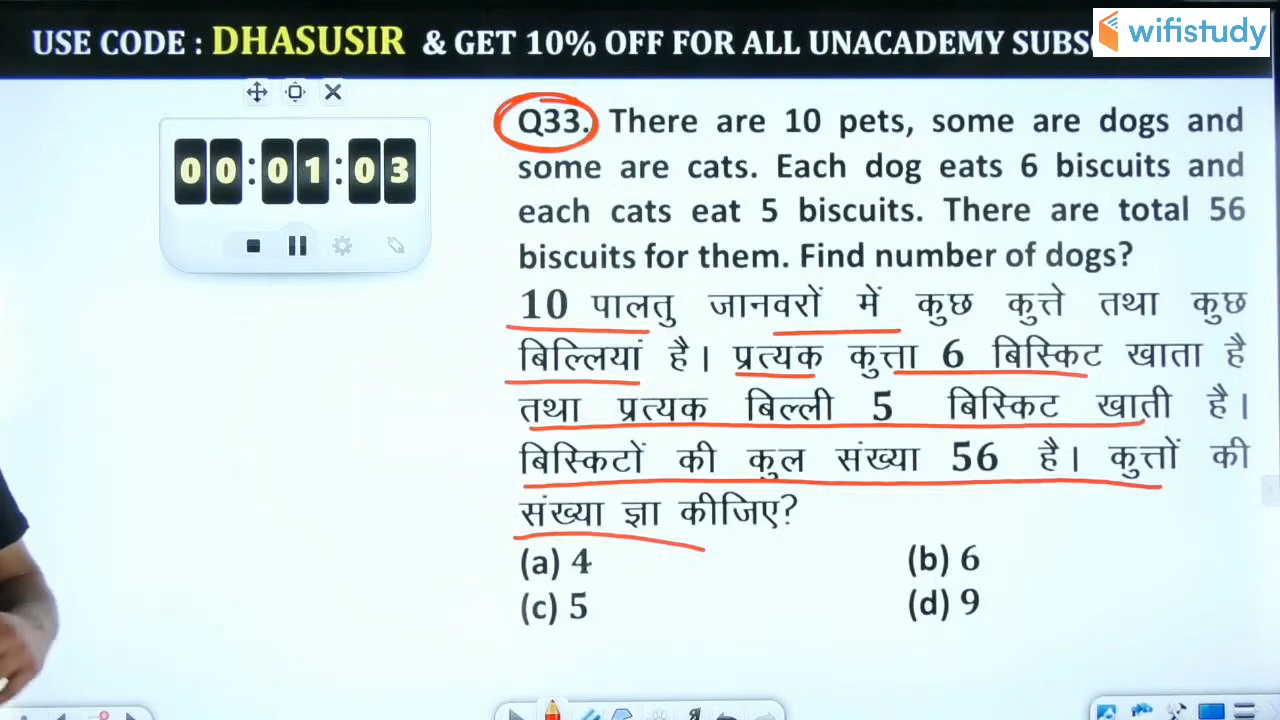 USE CODE : DHASUSIR & GET 10% OFF FOR ALL UNACADEMY SUBS
wifistudy
00:01:03
Q33. There are 10 pets, some are dogs and
some are cats. Each dog eats 6 biscuits and
each cats eat 5 biscuits. There are total 56
biscuits for them. Find number of dogs?
10 पालतु जानवरों में कुछ कुत्ते तथा कुछ
बिल्लियां है। प्रत्यक कुत्ता 6 बिस्किट खाता है
तथा प्रत्यक बिल्ली 5 बिस्किट खाती है।
बिस्किटों की कुल संख्या 56 है। कुत्तों की
संख्या ज्ञा कीजिए?
(a) 4 (b) 6
(c) 5 (d) 9